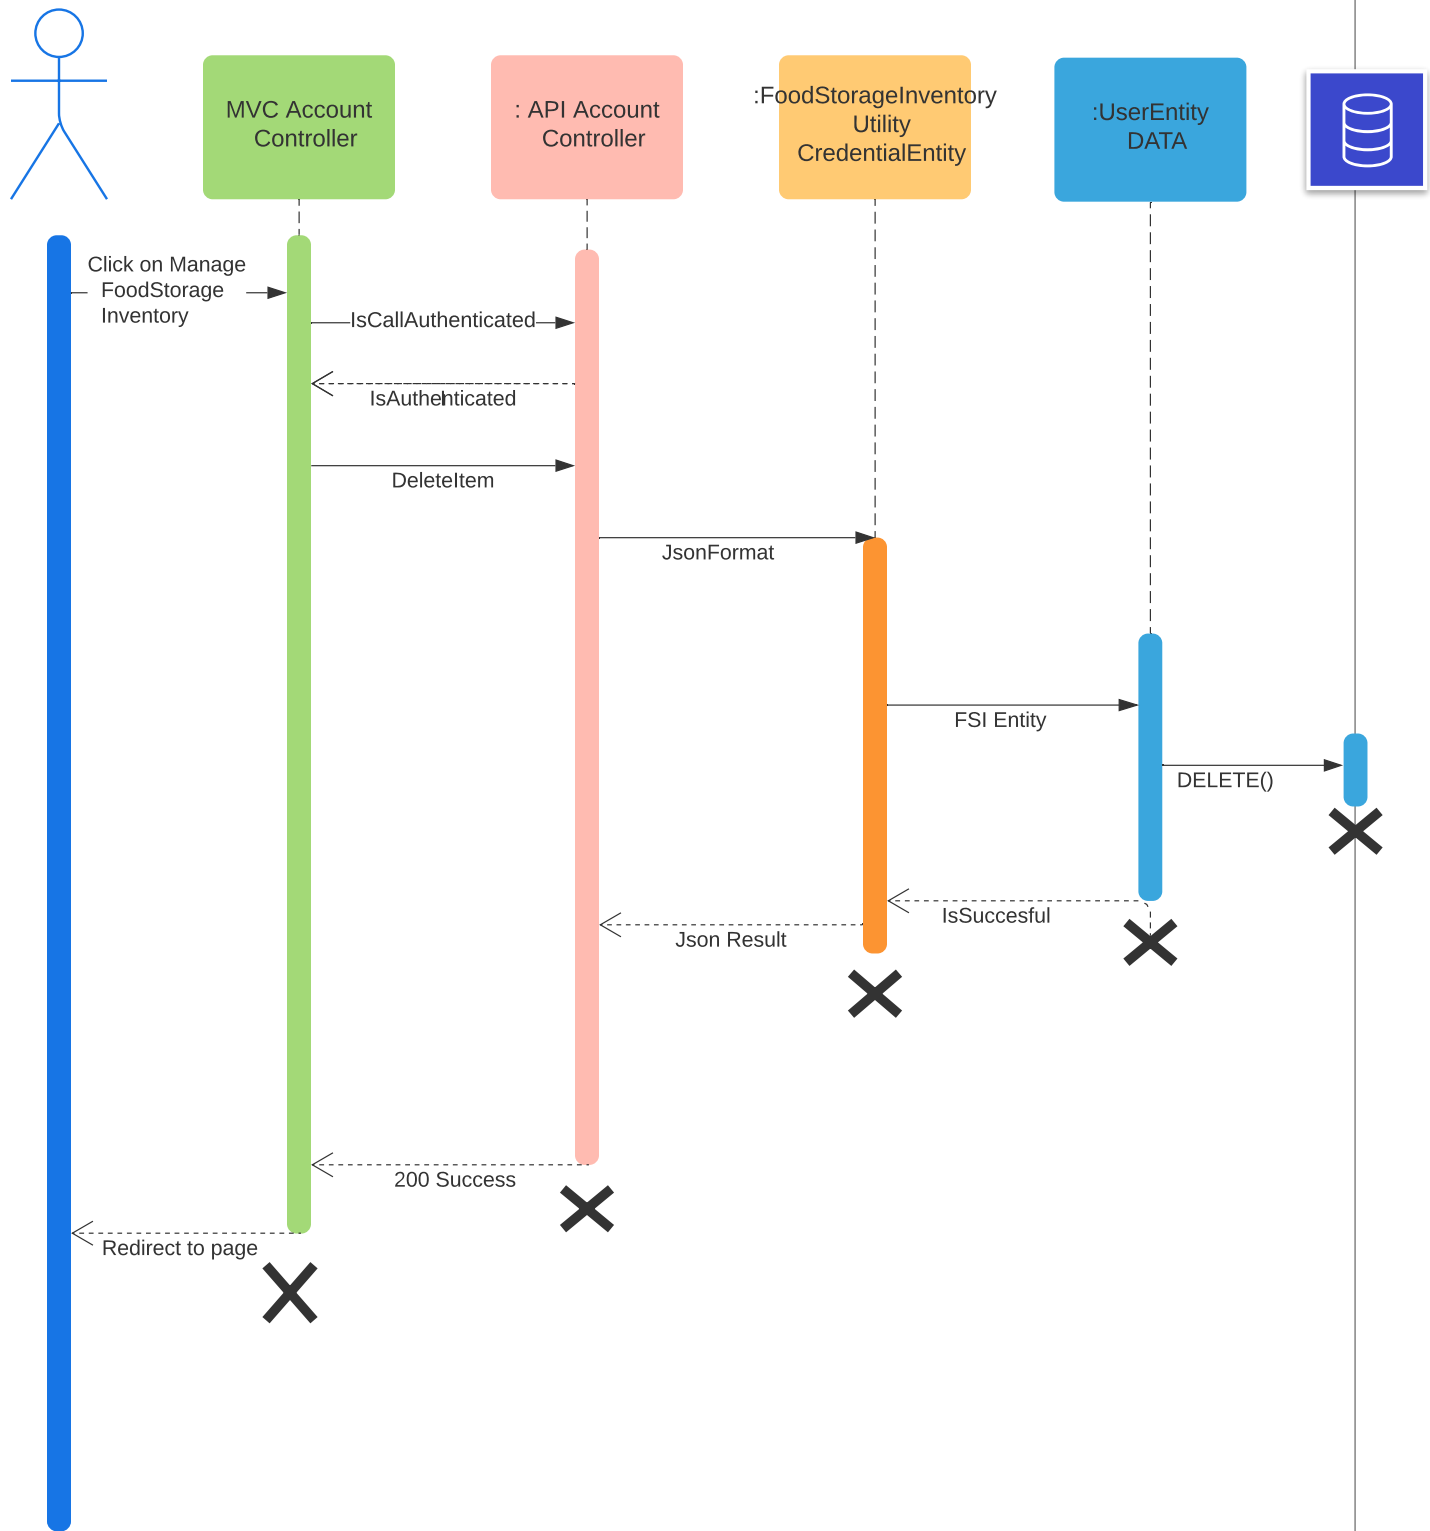 MVC Account
Controller
: API Account
Controller
:FoodStorageInventory
Utility
CredentialEntity
:UserEntity
DATA
Click on Manage
FoodStorage
Inventory
IsCallAuthenticated
IsAuthenticated
DeleteItem
JsonFormat
FSI Entity
DELETE()
IsSuccesful
Json Result
200 Success
Redirect to page